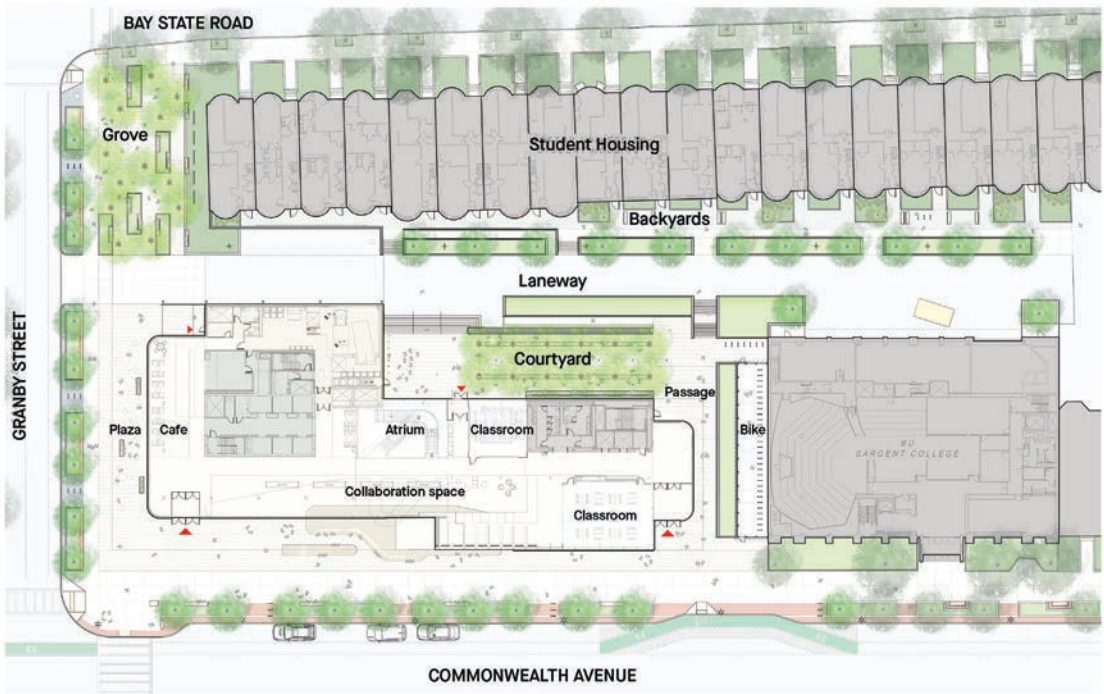 BAY STATE ROAD
Grove
Student Housing
Backyards
Laneway
GRANBY STREET
Courtyard
Passage
Plaza
Cafe
Atrium
Classroom
Bike
BU
SARGENT COLLEGE
Collaboration space
Classroom
COMMONWEALTH AVENUE